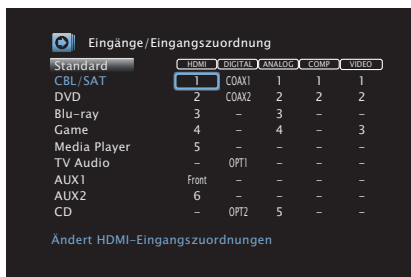 Eingänge/Eingangszuordnung
Standard HDMI DIGITAL ANALOG COMP VIDEO
CBL/SAT 1 COAX1 1 1 1
DVD 2 COAX2 2 2 2
Blu-ray 3 - 3 - -
Game 4 - 4 - 3
Media Player 5 - - - -
TV Audio - OPT1 - - -
AUX1 Front - - - -
AUX2 6 - - - -
CD - OPT2 5 - -
Ändert HDMI-Eingangszuordnungen